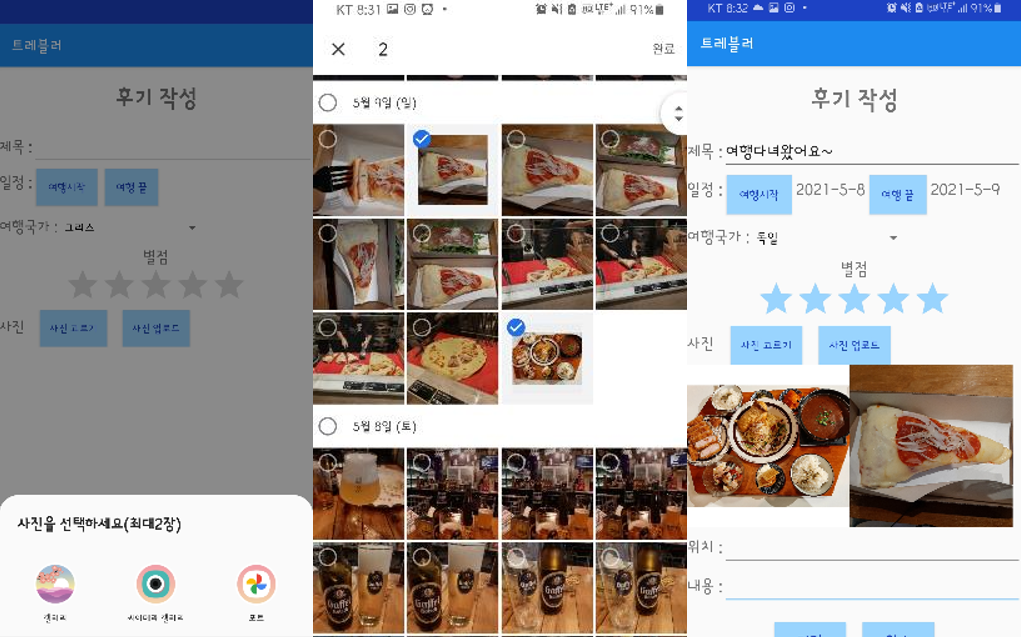 트레블러
후기 작성
제목 :
일정 : 여행시작 여행 끝
여행국가 : 그리스
별점
사진 사진 고르기 사진 업로드
사진을 선택하세요(최대2장)
갤러리 포토
KT 8:31 91%
2 완료
5월 9일 (일)
5월 8일 (토)
Gaffel Gaffel Gaffel Gaffel
KT 8:32 91%
트레블러
후기 작성
제목 : 여행다녀왔어요~
일정 : 여행시작 2021-5-8 여행 끝 2021-5-9
여행국가 : 독일
별점
사진 사진 고르기 사진 업로드
위치 :
내용 :